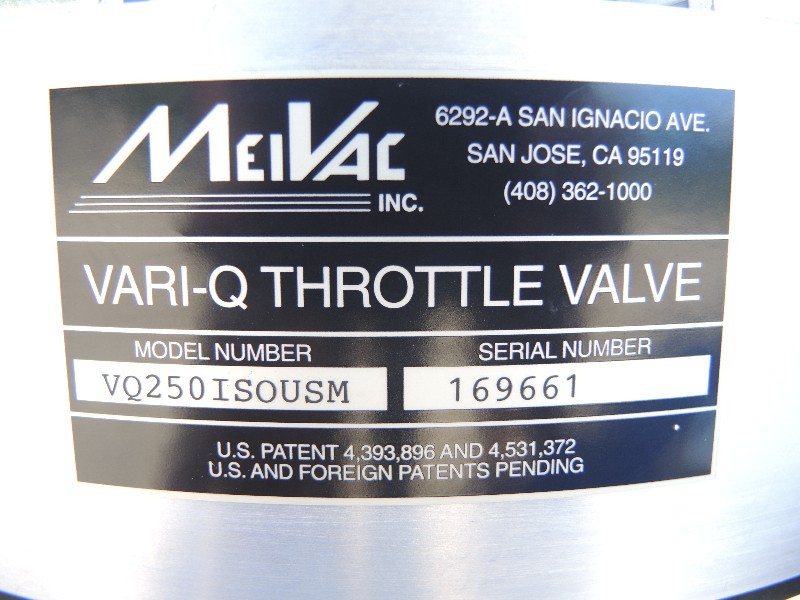 MEIVAC
INC.
6292-A SAN IGNACIO AVE.
SAN JOSE, CA 95119
(408) 362-1000
VARI-Q THROTTLE VALVE
MODEL NUMBER
VQ250ISOUSM
SERIAL NUMBER
169661
U.S. PATENT 4,393,896 AND 4,531,372
U.S. AND FOREIGN PATENTS PENDING